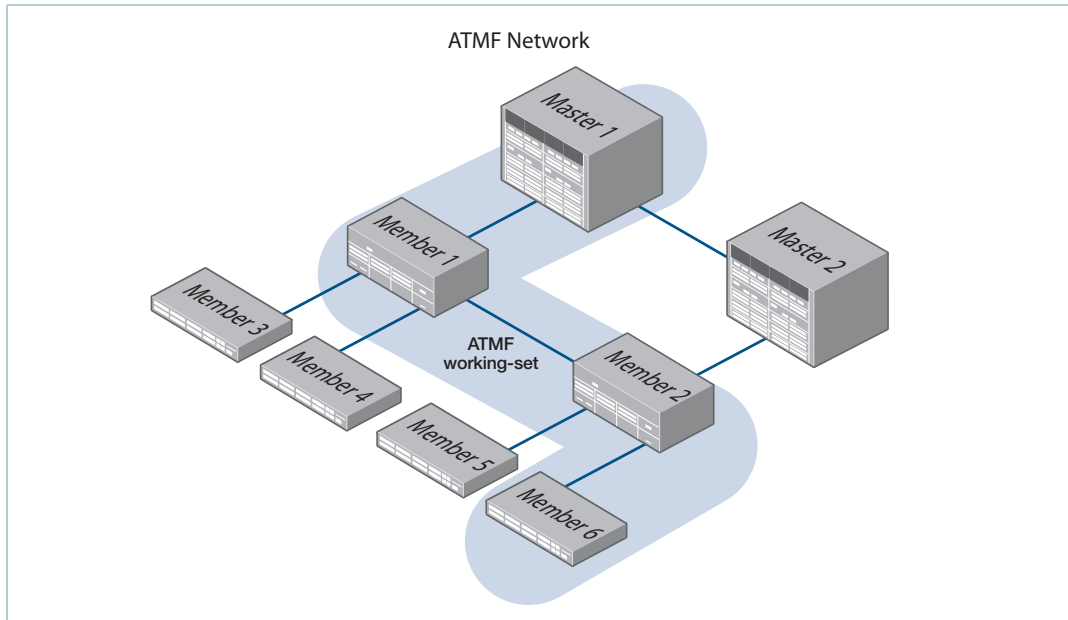 ATMF Network
Master 1
Master 2
Member 1
Member 3
Member 4
ATMF
working-set
Member 2
Member 5
Member 6